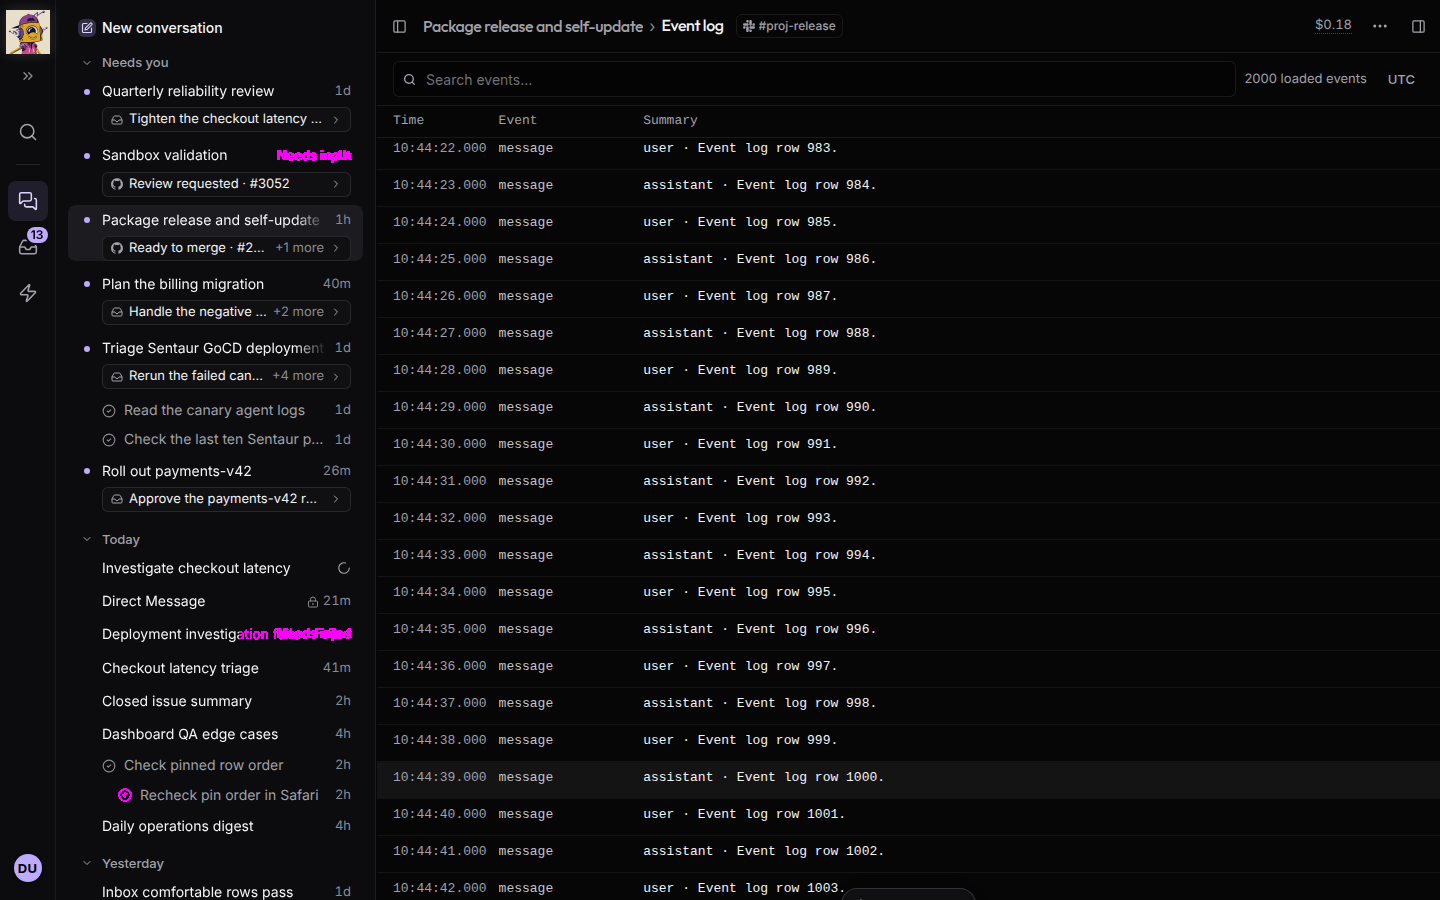 New conversation
Needs you
Quarterly reliability review 1d
Tighten the checkout latency ...
Sandbox validation
Review requested · #3052
Package release and self-update 1h
Ready to merge · #2... +1 more
Plan the billing migration 40m
Handle the negative ... +2 more
Triage Sentaur GoCD deployment 1d
Rerun the failed can... +4 more
Read the canary agent logs 1d
Check the last ten Sentaur p... 1d
Roll out payments-v42 26m
Approve the payments-v42 r...
Today
Investigate checkout latency
Direct Message 21m
Deployment investigation
Checkout latency triage 41m
Closed issue summary 2h
Dashboard QA edge cases 4h
Check pinned row order 2h
Recheck pin order in Safari 2h
Daily operations digest 4h
Yesterday
Inbox comfortable rows pass 1d
13
DU
Package release and self-update › Event log #proj-release $0.18
Search events... 2000 loaded events UTC
Time Event Summary
10:44:22.000 message user · Event log row 983.
10:44:23.000 message assistant · Event log row 984.
10:44:24.000 message user · Event log row 985.
10:44:25.000 message assistant · Event log row 986.
10:44:26.000 message user · Event log row 987.
10:44:27.000 message assistant · Event log row 988.
10:44:28.000 message user · Event log row 989.
10:44:29.000 message assistant · Event log row 990.
10:44:30.000 message user · Event log row 991.
10:44:31.000 message assistant · Event log row 992.
10:44:32.000 message user · Event log row 993.
10:44:33.000 message assistant · Event log row 994.
10:44:34.000 message user · Event log row 995.
10:44:35.000 message assistant · Event log row 996.
10:44:36.000 message user · Event log row 997.
10:44:37.000 message assistant · Event log row 998.
10:44:38.000 message user · Event log row 999.
10:44:39.000 message assistant · Event log row 1000.
10:44:40.000 message user · Event log row 1001.
10:44:41.000 message assistant · Event log row 1002.
10:44:42.000 message user · Event log row 1003.